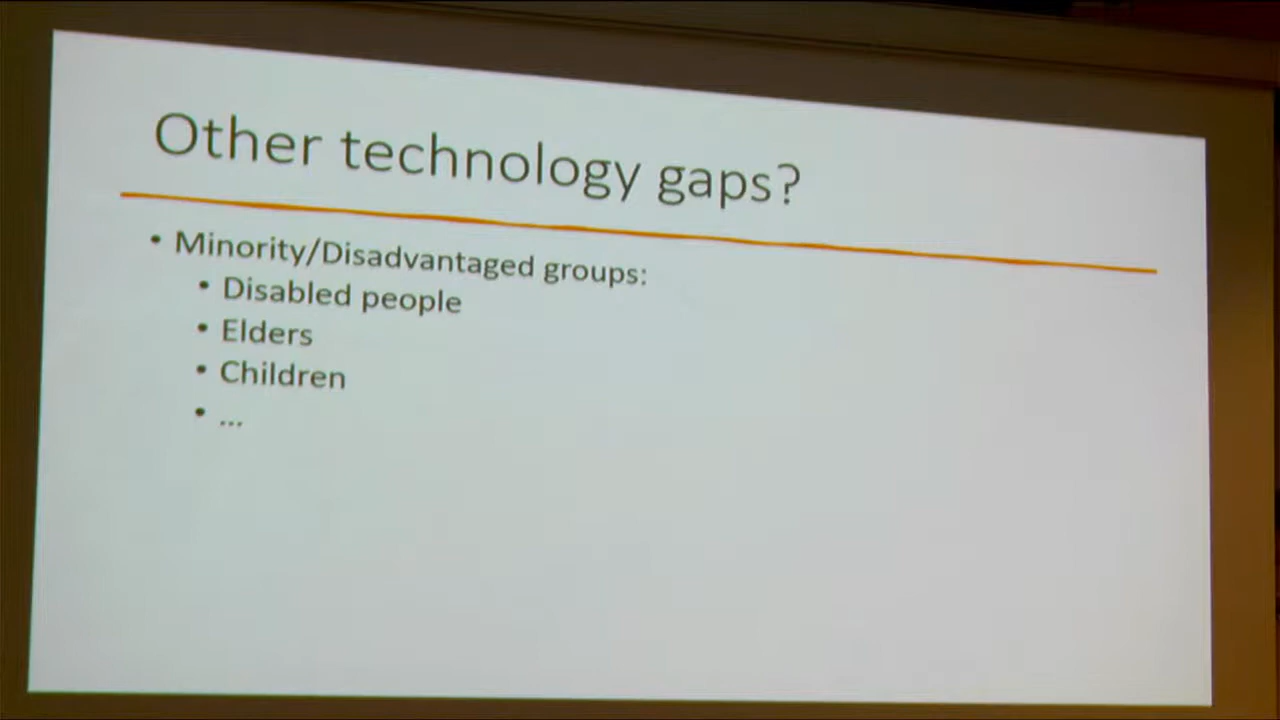 Other technology gaps?
• Minority/Disadvantaged groups:
• Disabled people
• Elders
• Children
• ...